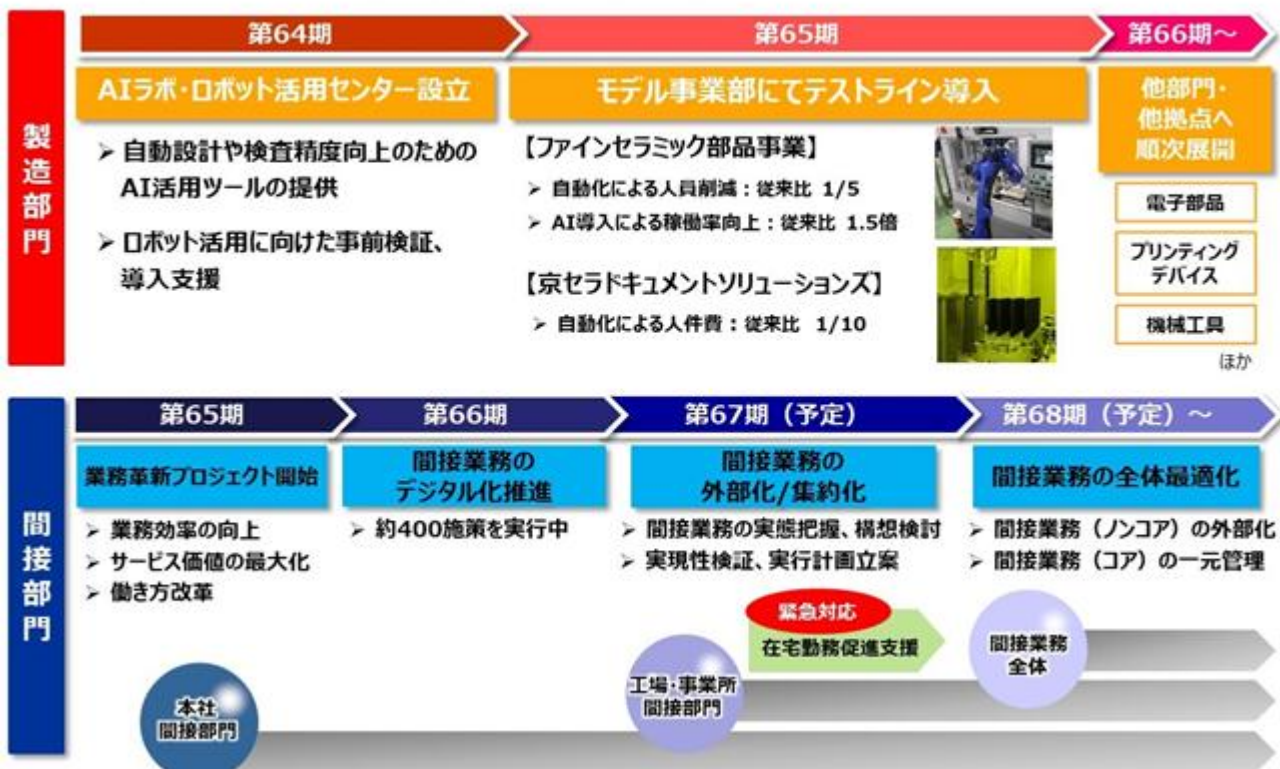 製造部門
第64期
第65期
第66期～
AIラボ・ロボット活用センター設立
➢ 自動設計や検査精度向上のための
AI活用ツールの提供
➢ ロボット活用に向けた事前検証、
導入支援
モデル事業部にてテストライン導入
【ファインセラミック部品事業】
➢ 自動化による人員削減：従来比 1/5
➢ AI導入による稼働率向上：従来比 1.5倍
【京セラドキュメントソリューションズ】
➢ 自動化による人件費：従来比 1/10
他部門・
他拠点へ
順次展開
電子部品
プリンティング
デバイス
機械工具
ほか
間接部門
第65期
第66期
第67期（予定）
第68期（予定）～
業務革新プロジェクト開始
➢ 業務効率の向上
➢ サービス価値の最大化
➢ 働き方改革
間接業務の
デジタル化推進
➢ 約400施策を実行中
間接業務の
外部化/集約化
➢ 間接業務の実態把握、構想検討
➢ 実現性検証、実行計画立案
間接業務の全体最適化
➢ 間接業務（ノンコア）の外部化
➢ 間接業務（コア）の一元管理
緊急対応
在宅勤務促進支援
本社
間接部門
工場・事業所
間接部門
間接業務
全体